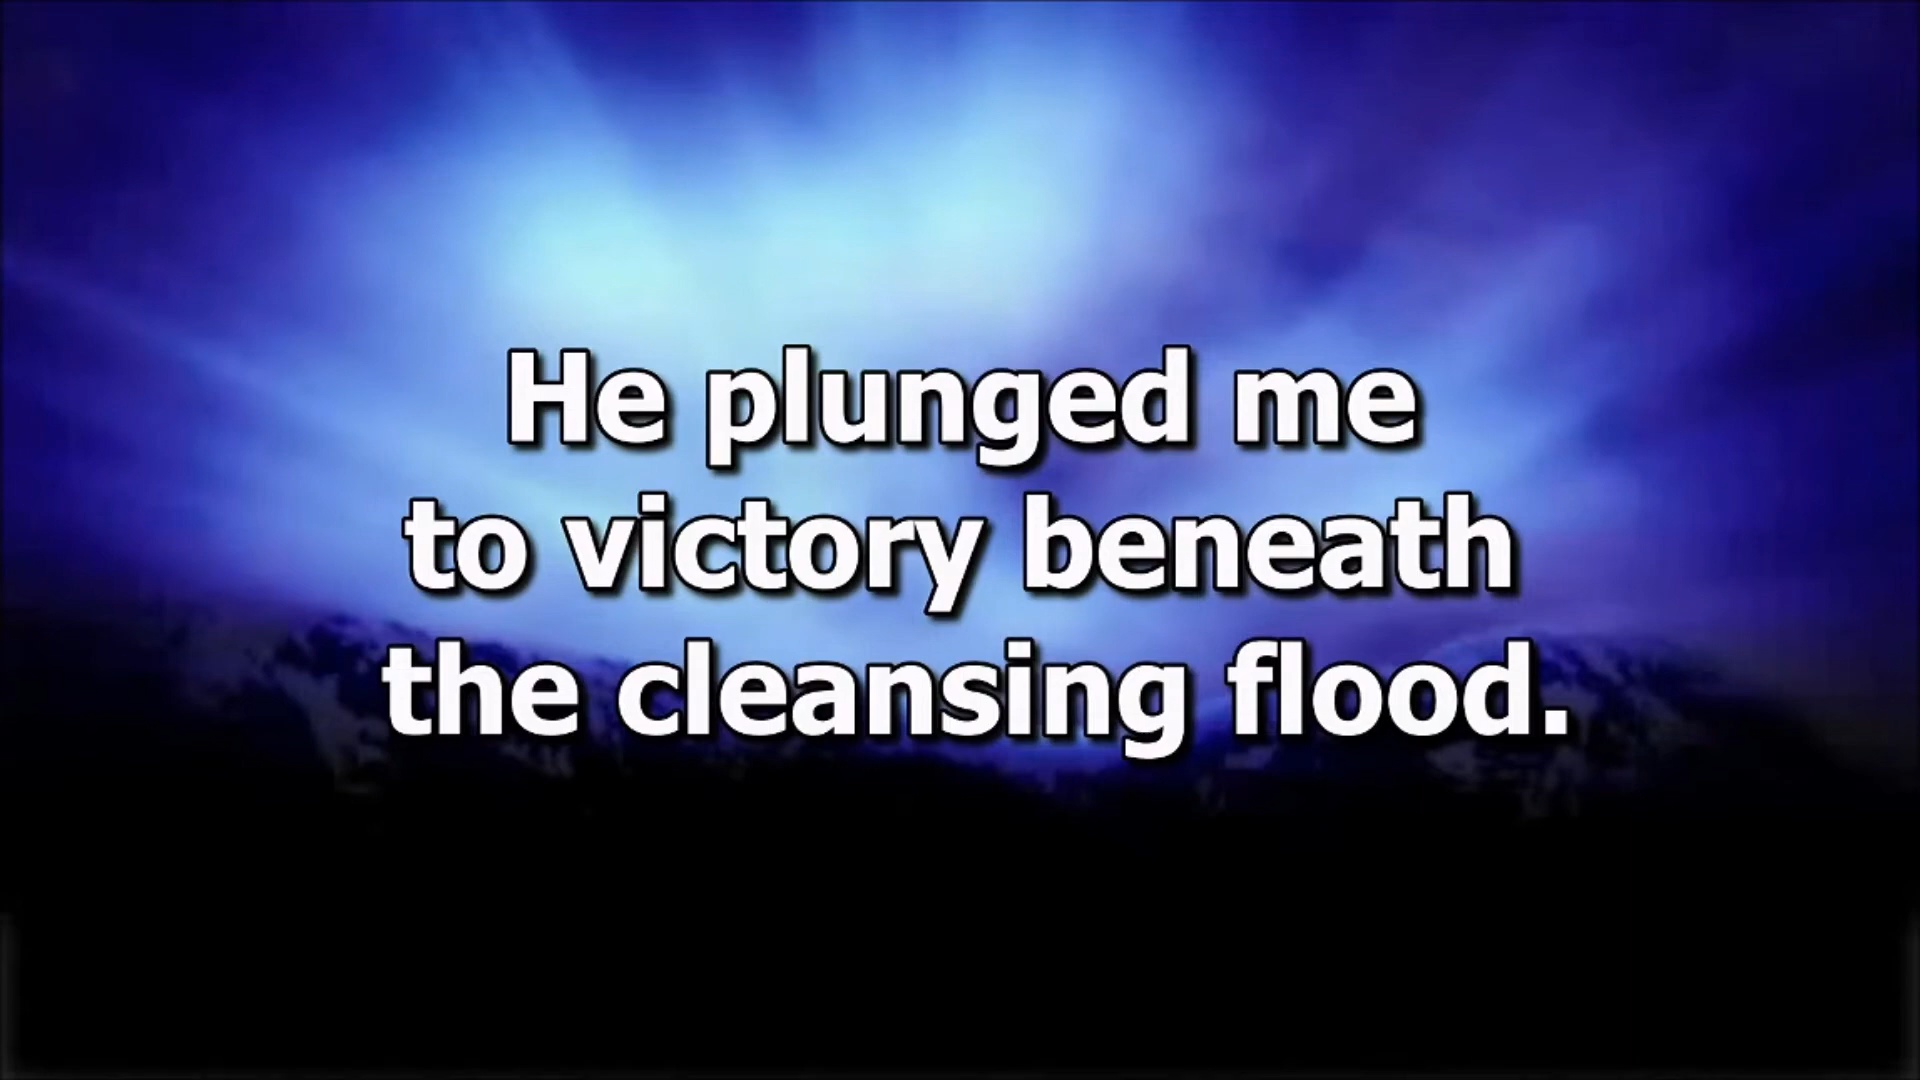 He plunged me
to victory beneath
the cleansing flood.